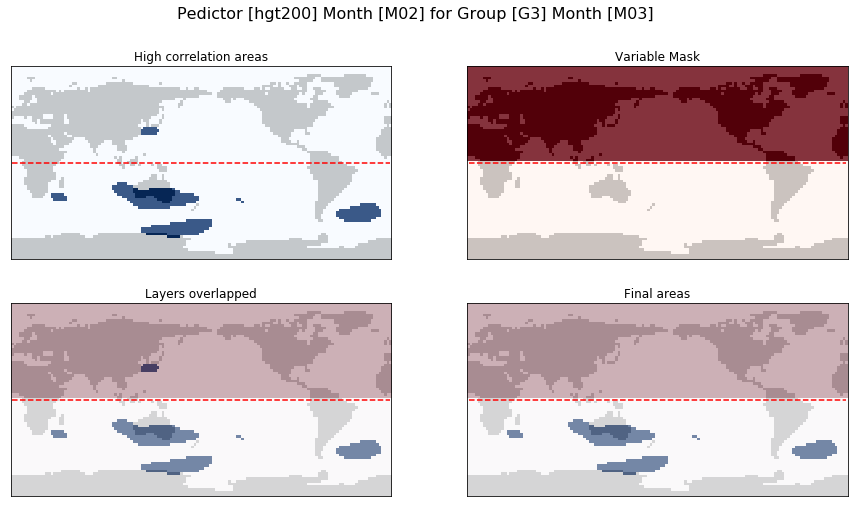 Pedictor [hgt200] Month [M02] for Group [G3] Month [M03]
High correlation areas
Variable Mask
Layers overlapped
Final areas